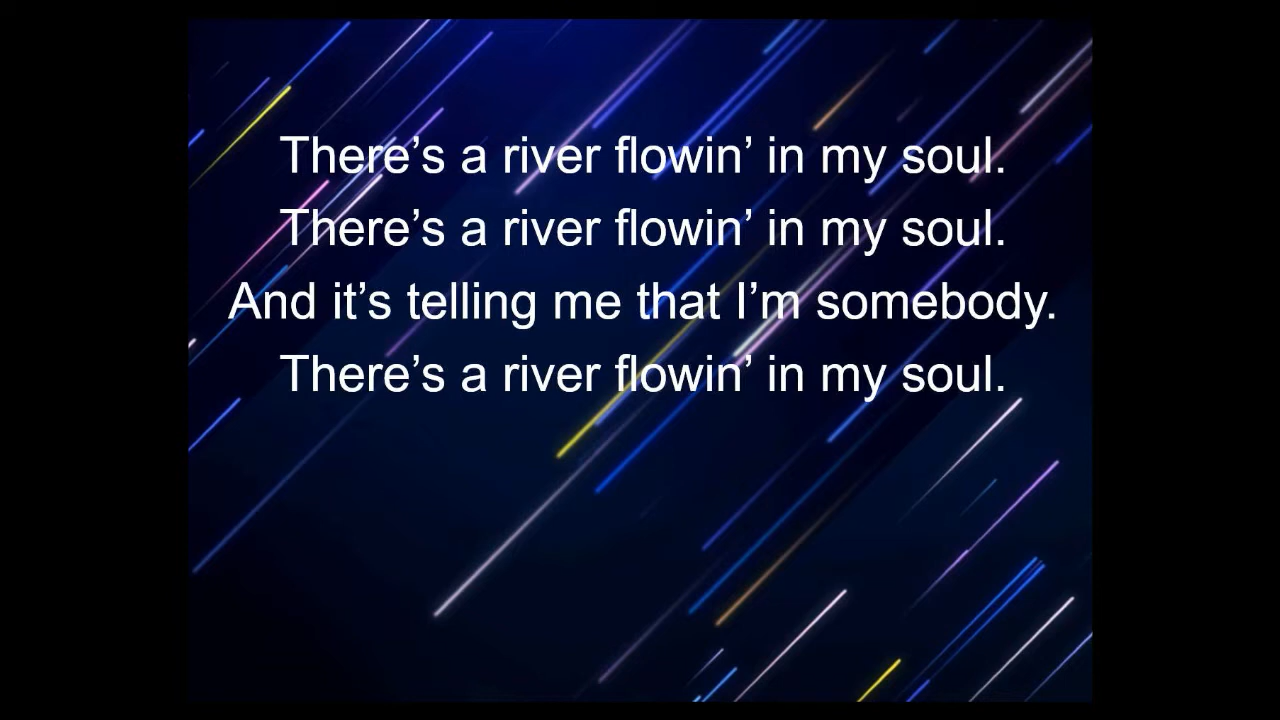 There’s a river flowin’ in my soul.
There’s a river flowin’ in my soul.
And it’s telling me that I’m somebody.
There’s a river flowin’ in my soul.